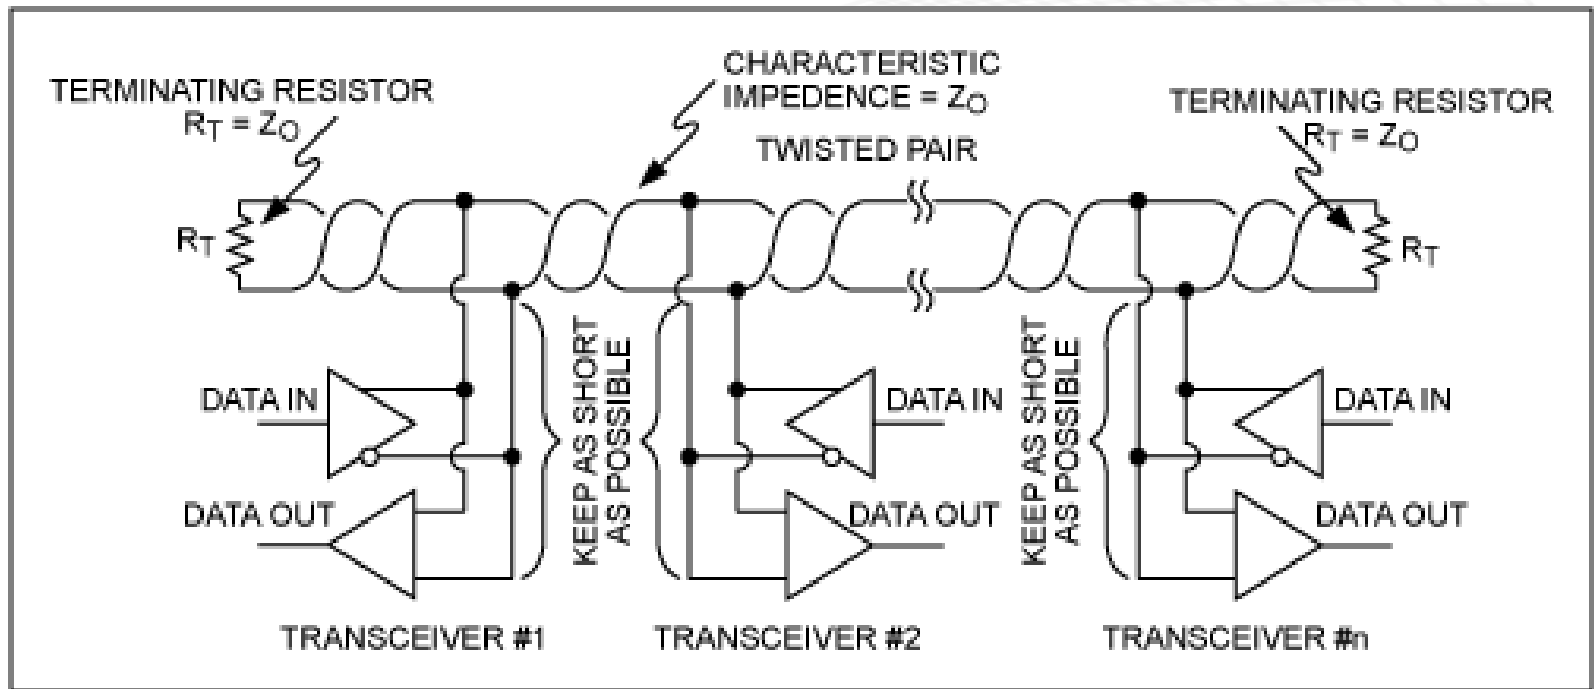 CHARACTERISTIC
IMPEDENCE = ZO
TERMINATING RESISTOR
RT = ZO
TERMINATING RESISTOR
RT = ZO
TWISTED PAIR
RT
RT
KEEP AS SHORT
AS POSSIBLE
KEEP AS SHORT
AS POSSIBLE
DATA IN
DATA IN
DATA IN
DATA OUT
DATA OUT
DATA OUT
TRANSCEIVER #1
TRANSCEIVER #2
TRANSCEIVER #n